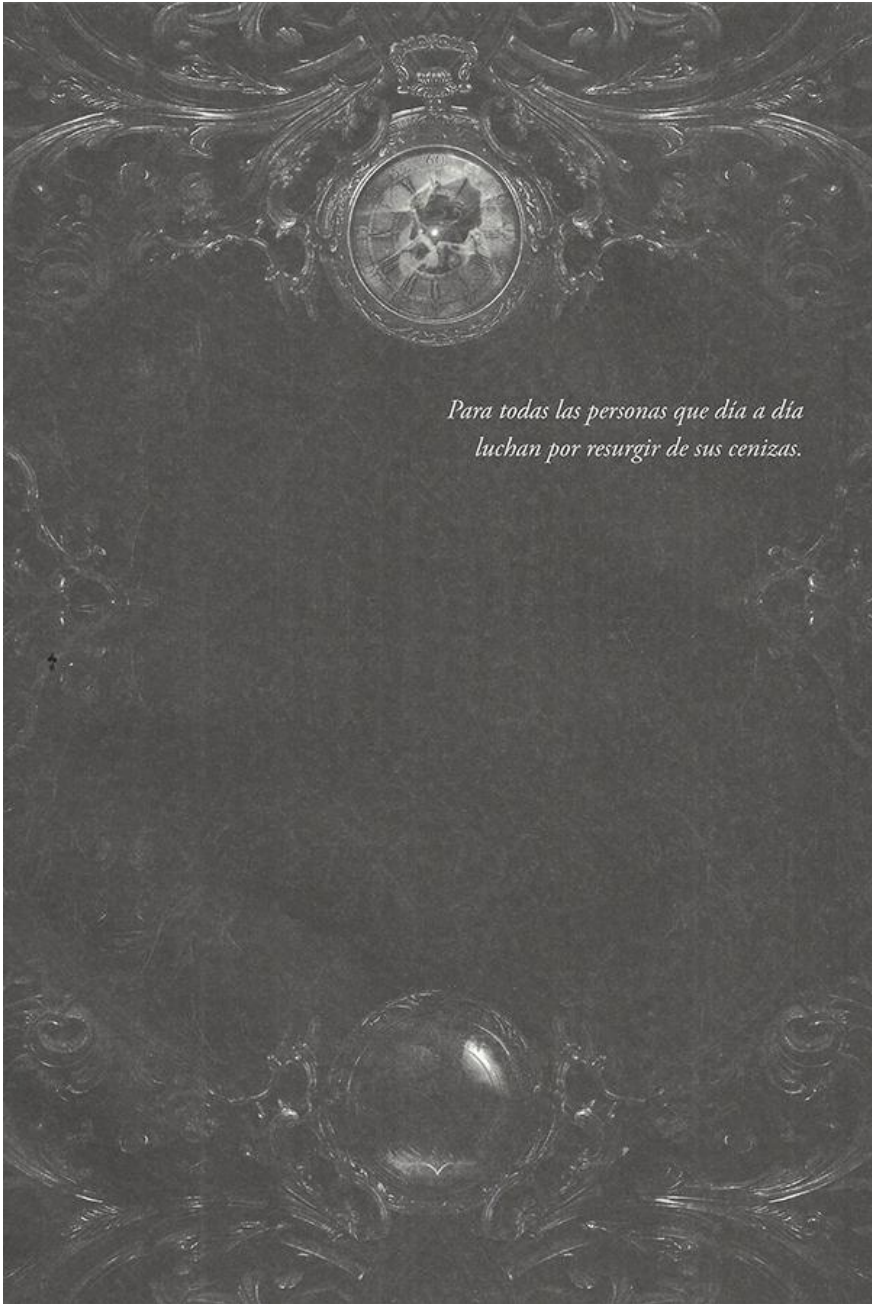 Para todas las personas que día a día
luchan por resurgir de sus cenizas.